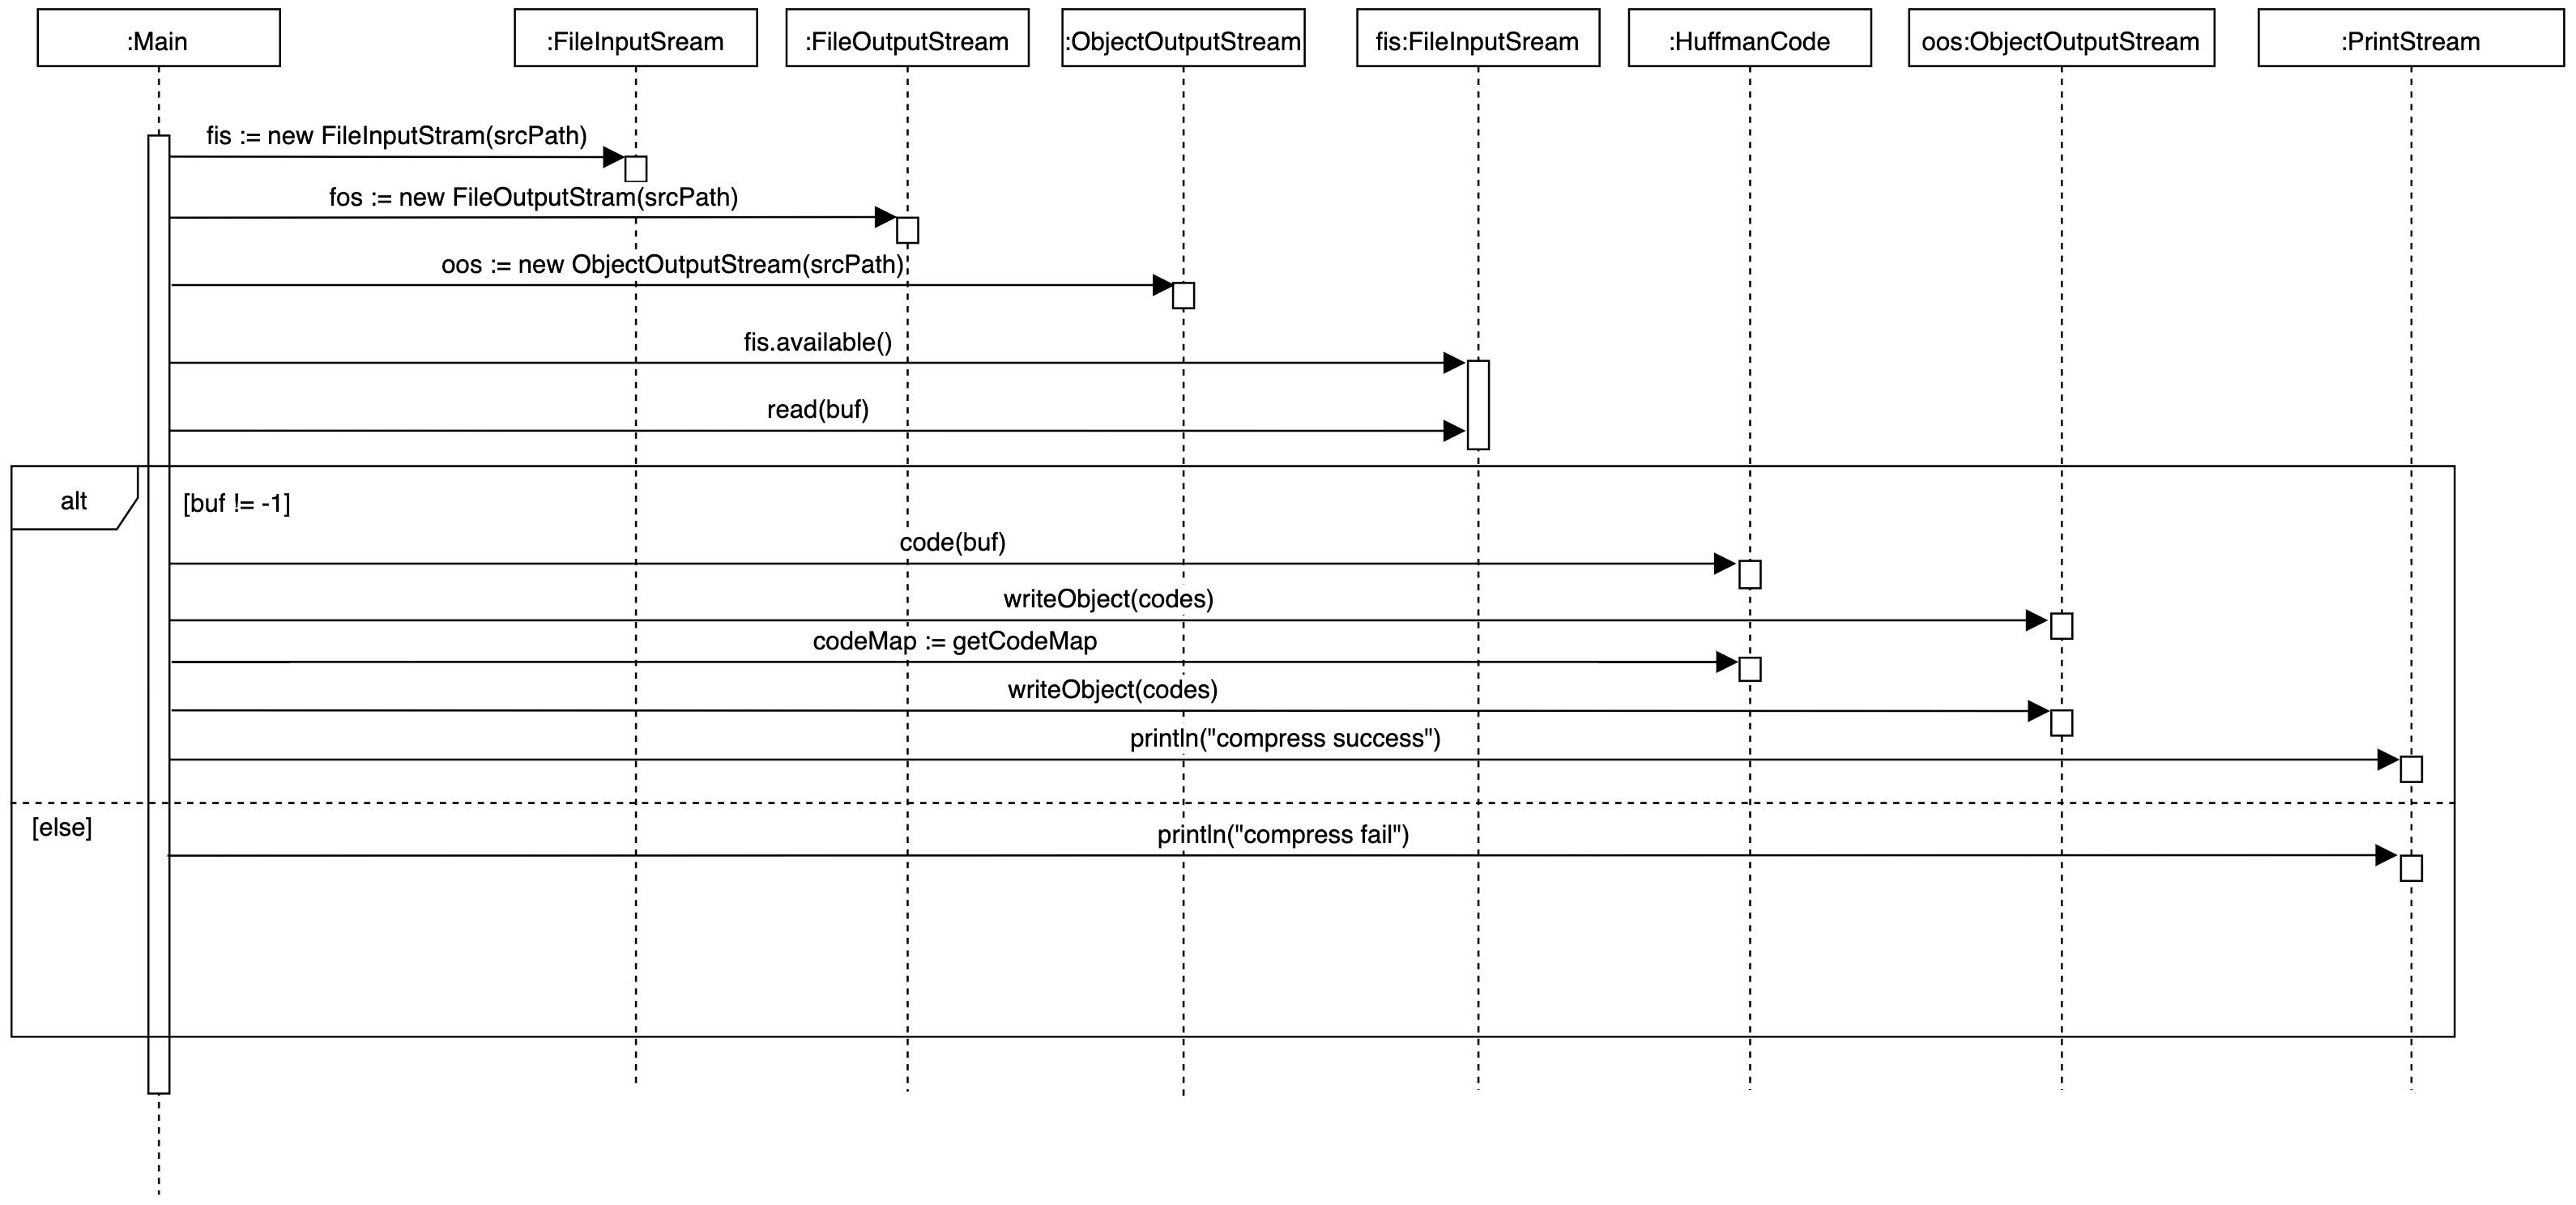 :Main
:FileInputSream
:FileOutputStream
:ObjectOutputStream
fis:FileInputSream
:HuffmanCode
oos:ObjectOutputStream
:PrintStream
fis := new FileInputStram(srcPath)
fos := new FileOutputStram(srcPath)
oos := new ObjectOutputStream(srcPath)
fis.available()
read(buf)
alt
[buf != -1]
code(buf)
writeObject(codes)
codeMap := getCodeMap
writeObject(codes)
println("compress success")
[else]
println("compress fail")